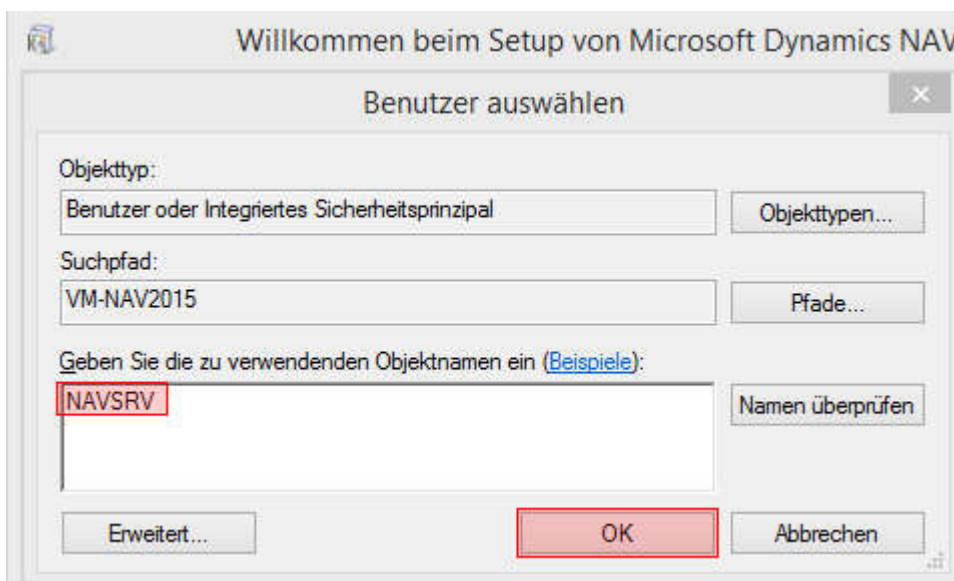 Willkommen beim Setup von Microsoft Dynamics NAV
Benutzer auswählen
Objekttyp:
Benutzer oder Integriertes Sicherheitsprinzipal
Objekttypen...
Suchpfad:
VM-NAV2015
Pfade...
Geben Sie die zu verwendenden Objektnamen ein (Beispiele):
NAVSRV
Namen überprüfen
Erweitert...
OK
Abbrechen